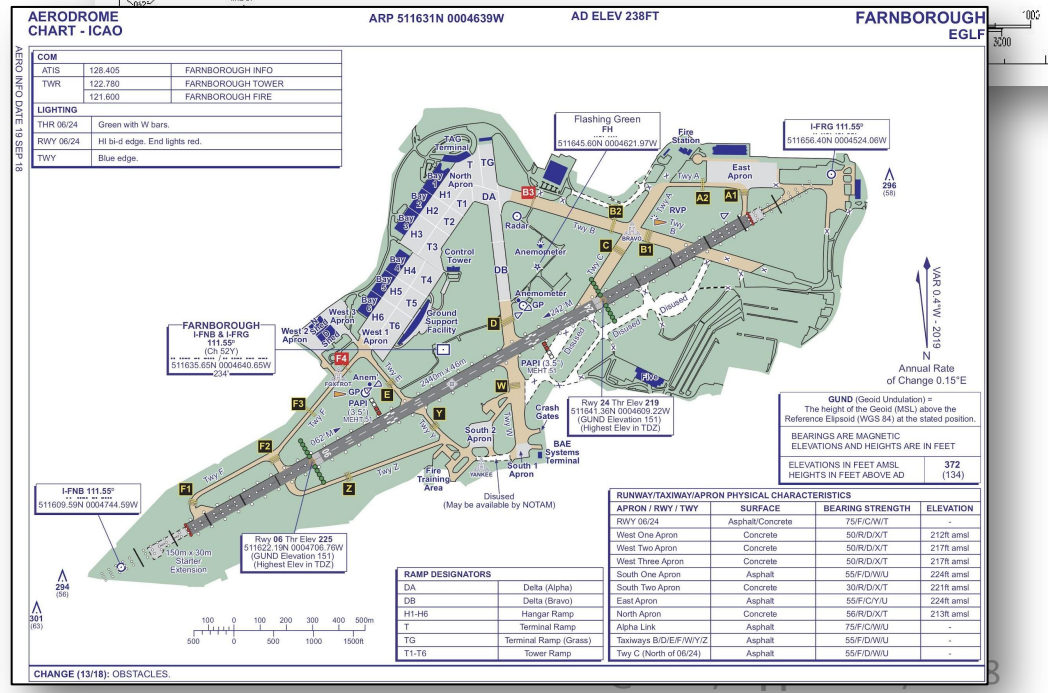 AERODROME
CHART - ICAO
ARP 511631N 0004639W
AD ELEV 238FT
FARNBOROUGH
EGLF
AERO INFO DATE 19 SEP 18
COM
ATIS 128.405 FARNBOROUGH INFO
TWR 122.780 FARNBOROUGH TOWER
121.600 FARNBOROUGH FIRE
LIGHTING
THR 06/24 Green with W bars.
RWY 06/24 HI bi-d edge. End lights red.
TWY Blue edge.
Flashing Green
FH
511645.60N 0004621.97W
Fire
Station
I-FRG 111.55º
511656.40N 0004524.06W
TAG
Terminal
T
TG
North
Apron
DA
H1
T1
H2
T2
H3
T3
H4
T4
H5
T5
H6
T6
Bay
Bay
Bay
Bay
Bay
Bay
B3
Radar
Twy B
B2
Twy A
East
Apron
A2
A1
RVP
BRAVO
B1
C
Twy C
296
(58)
Control
Tower
Anemometer
DB
Anemometer
GP
Ground
Support
Facility
West 3
Apron
West 2
Apron
West 1
Apron
D
242 M
Disused
Disused
Disused
PAPI (3.5º)
MEHT 51
VAR 0.4°W - 2019
N
Annual Rate
of Change 0.15°E
FARNBOROUGH
I-FNB & I-FRG
111.55º
(Ch 52Y)
511635.65N 0004640.65W
234'
F4
FOXTROT
Anem
GP
PAPI
(3.5º)
Twy E
E
2440m x 46m
W
Twy W
Five
Rwy 24 Thr Elev 219
511641.36N 0004609.22W
(GUND Elevation 151)
(Highest Elev in TDZ)
Crash
Gates
F3
Twy F
062 M
Y
Twy Y
South 2
Apron
BAE
Systems
Terminal
F2
Twy F
Twy Z
Z
Fire
Training
Area
YANKEE
South 1
Apron
Disused
(May be available by NOTAM)
F1
I-FNB 111.55º
511609.59N 0004744.59W
150m x 30m
Starter
Extension
Rwy 06 Thr Elev 225
511622.19N 0004706.76W
(GUND Elevation 151)
(Highest Elev in TDZ)
294
(56)
301
(63)
100 0 100 200 300 400 500m
500 0 500 1000 1500ft
GUND (Geoid Undulation) =
The height of the Geoid (MSL) above the
Reference Elipsoid (WGS 84) at the stated position.
BEARINGS ARE MAGNETIC
ELEVATIONS AND HEIGHTS ARE IN FEET
ELEVATIONS IN FEET AMSL 372
HEIGHTS IN FEET ABOVE AD (134)
RAMP DESIGNATORS
DA Delta (Alpha)
DB Delta (Bravo)
H1-H6 Hangar Ramp
T Terminal Ramp
TG Terminal Ramp (Grass)
T1-T6 Tower Ramp
RUNWAY/TAXIWAY/APRON PHYSICAL CHARACTERISTICS
APRON / RWY / TWY SURFACE BEARING STRENGTH ELEVATION
RWY 06/24 Asphalt/Concrete 75/F/C/W/T -
West One Apron Concrete 50/R/D/X/T 212ft amsl
West Two Apron Concrete 50/R/D/X/T 217ft amsl
West Three Apron Concrete 50/R/D/X/T 217ft amsl
South One Apron Asphalt 55/F/D/W/U 224ft amsl
South Two Apron Concrete 30/R/D/X/T 221ft amsl
East Apron Asphalt 55/F/C/Y/U 224ft amsl
North Apron Concrete 56/R/D/X/T 213ft amsl
Alpha Link Asphalt 75/F/C/W/U -
Taxiways B/D/E/F/W/Y/Z Asphalt 55/F/D/W/U -
Twy C (North of 06/24) Asphalt 55/F/D/W/U -
CHANGE (13/18): OBSTACLES.
3000